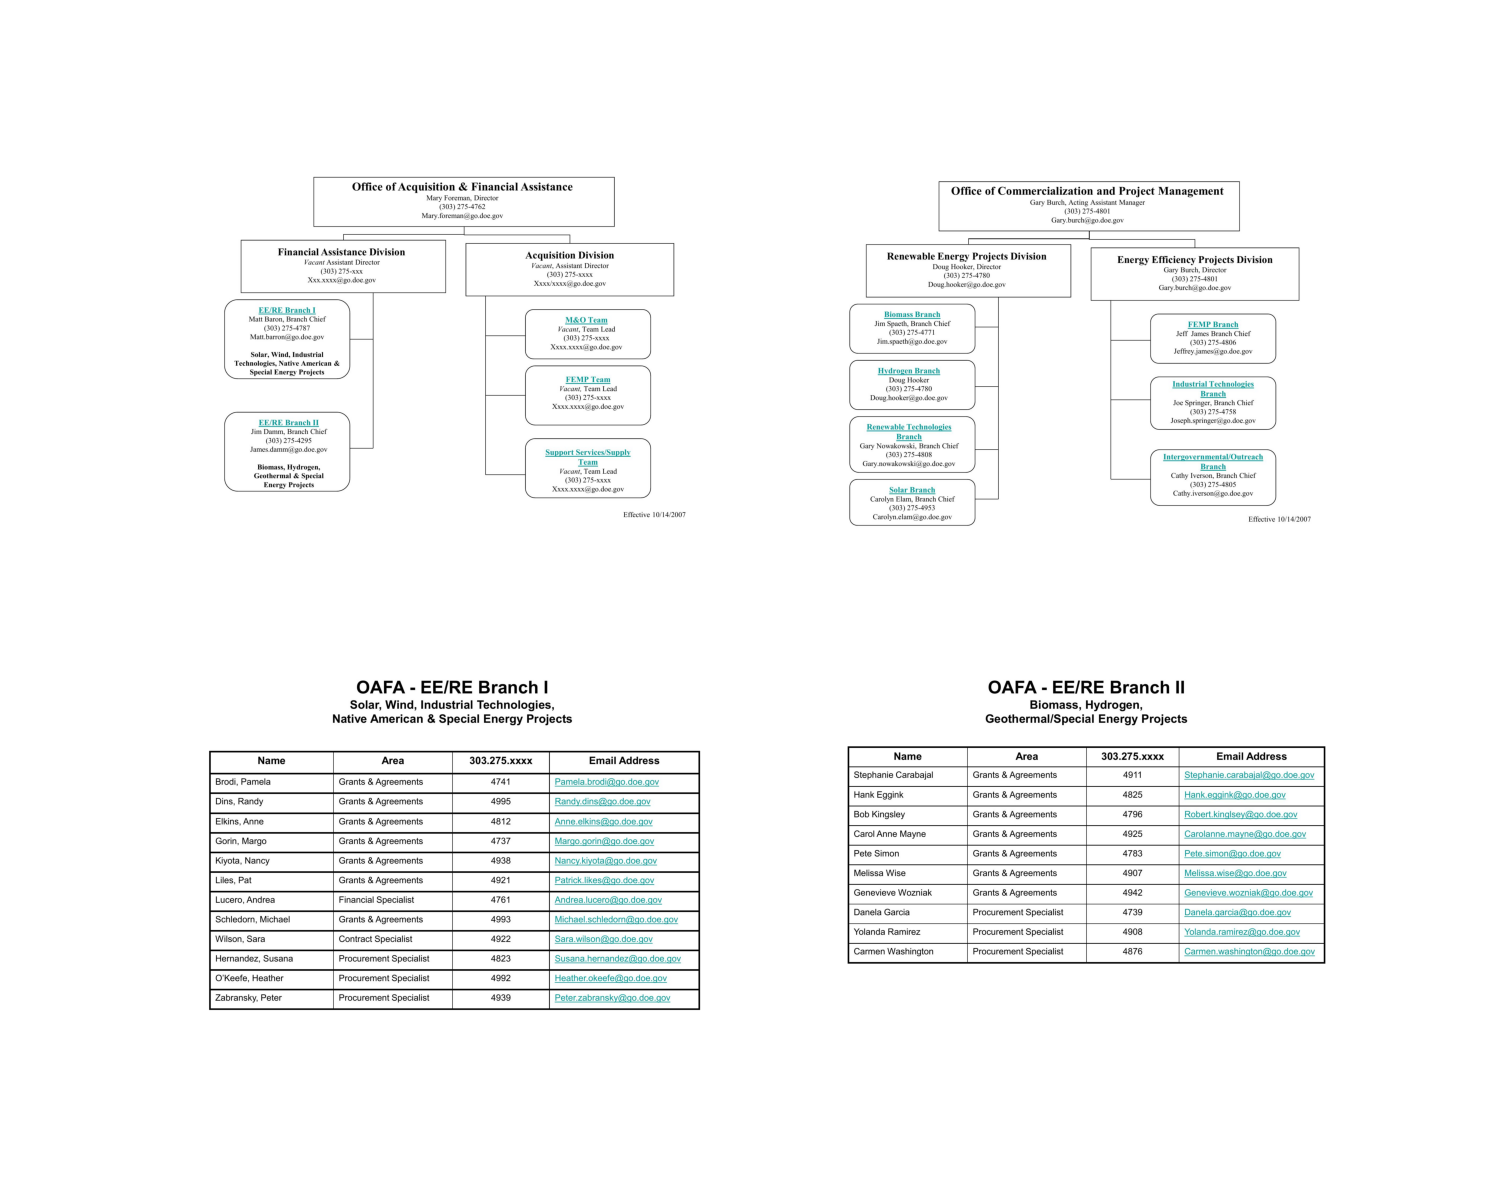 Office of Acquisition & Financial Assistance
Mary Foreman, Director
(303) 275-4762
Mary.foreman@go.doe.gov
Financial Assistance Division
Vacant Assistant Director
(303) 275-xxx
Xxx.xxxx@go.doe.gov
Acquisition Division
Vacant, Assistant Director
(303) 275-xxxx
Xxxx/xxxx@go.doe.gov
EE/RE Branch I
Matt Baron, Branch Chief
(303) 275-4787
Matt.barron@go.doe.gov
Solar, Wind, Industrial
Technologies, Native American &
Special Energy Projects
EE/RE Branch II
Jim Damm, Branch Chief
(303) 275-4295
James.damm@go.doe.gov
Biomass, Hydrogen,
Geothermal & Special
Energy Projects
M&O Team
Vacant, Team Lead
(303) 275-xxxx
Xxxx.xxxx@go.doe.gov
FEMP Team
Vacant, Team Lead
(303) 275-xxxx
Xxxx.xxxx@go.doe.gov
Support Services/Supply
Team
Vacant, Team Lead
(303) 275-xxxx
Xxxx.xxxx@go.doe.gov
Effective 10/14/2007
Office of Commercialization and Project Management
Gary Burch, Acting Assistant Manager
(303) 275-4801
Gary.burch@go.doe.gov
Renewable Energy Projects Division
Doug Hooker, Director
(303) 275-4780
Doug.hooker@go.doe.gov
Energy Efficiency Projects Division
Gary Burch, Director
(303) 275-4801
Gary.burch@go.doe.gov
Biomass Branch
Jim Spaeth, Branch Chief
(303) 275-4771
Jim.spaeth@go.doe.gov
Hydrogen Branch
Doug Hooker
(303) 275-4780
Doug.hooker@go.doe.gov
Renewable Technologies
Branch
Gary Nowakowski, Branch Chief
(303) 275-4808
Gary.nowakowski@go.doe.gov
Solar Branch
Carolyn Elam, Branch Chief
(303) 275-4953
Carolyn.elam@go.doe.gov
FEMP Branch
Jeff James Branch Chief
(303) 275-4806
Jeffrey.james@go.doe.gov
Industrial Technologies
Branch
Joe Springer, Branch Chief
(303) 275-4758
Joseph.springer@go.doe.gov
Intergovernmental/Outreach
Branch
Cathy Iverson, Branch Chief
(303) 275-4805
Cathy.iverson@go.doe.gov
Effective 10/14/2007
OAFA - EE/RE Branch I
Solar, Wind, Industrial Technologies,
Native American & Special Energy Projects
Name Area 303.275.xxxx Email Address
Brodi, Pamela Grants & Agreements 4741 Pamela.brodi@go.doe.gov
Dins, Randy Grants & Agreements 4995 Randy.dins@go.doe.gov
Elkins, Anne Grants & Agreements 4812 Anne.elkins@go.doe.gov
Gorin, Margo Grants & Agreements 4737 Margo.gorin@go.doe.gov
Kiyota, Nancy Grants & Agreements 4938 Nancy.kiyota@go.doe.gov
Liles, Pat Grants & Agreements 4921 Patrick.likes@go.doe.gov
Lucero, Andrea Financial Specialist 4761 Andrea.lucero@go.doe.gov
Schledorn, Michael Grants & Agreements 4993 Michael.schledorn@go.doe.gov
Wilson, Sara Contract Specialist 4922 Sara.wilson@go.doe.gov
Hernandez, Susana Procurement Specialist 4823 Susana.hernandez@go.doe.gov
O'Keefe, Heather Procurement Specialist 4992 Heather.okeefe@go.doe.gov
Zabransky, Peter Procurement Specialist 4939 Peter.zabransky@go.doe.gov
OAFA - EE/RE Branch II
Biomass, Hydrogen,
Geothermal/Special Energy Projects
Name Area 303.275.xxxx Email Address
Stephanie Carabajal Grants & Agreements 4911 Stephanie.carabajal@go.doe.gov
Hank Eggink Grants & Agreements 4825 Hank.eggink@go.doe.gov
Bob Kingsley Grants & Agreements 4796 Robert.kinglsey@go.doe.gov
Carol Anne Mayne Grants & Agreements 4925 Carolanne.mayne@go.doe.gov
Pete Simon Grants & Agreements 4783 Pete.simon@go.doe.gov
Melissa Wise Grants & Agreements 4907 Melissa.wise@go.doe.gov
Genevieve Wozniak Grants & Agreements 4942 Genevieve.wozniak@go.doe.gov
Danela Garcia Procurement Specialist 4739 Danela.garcia@go.doe.gov
Yolanda Ramirez Procurement Specialist 4908 Yolanda.ramirez@go.doe.gov
Carmen Washington Procurement Specialist 4876 Carmen.washington@go.doe.gov